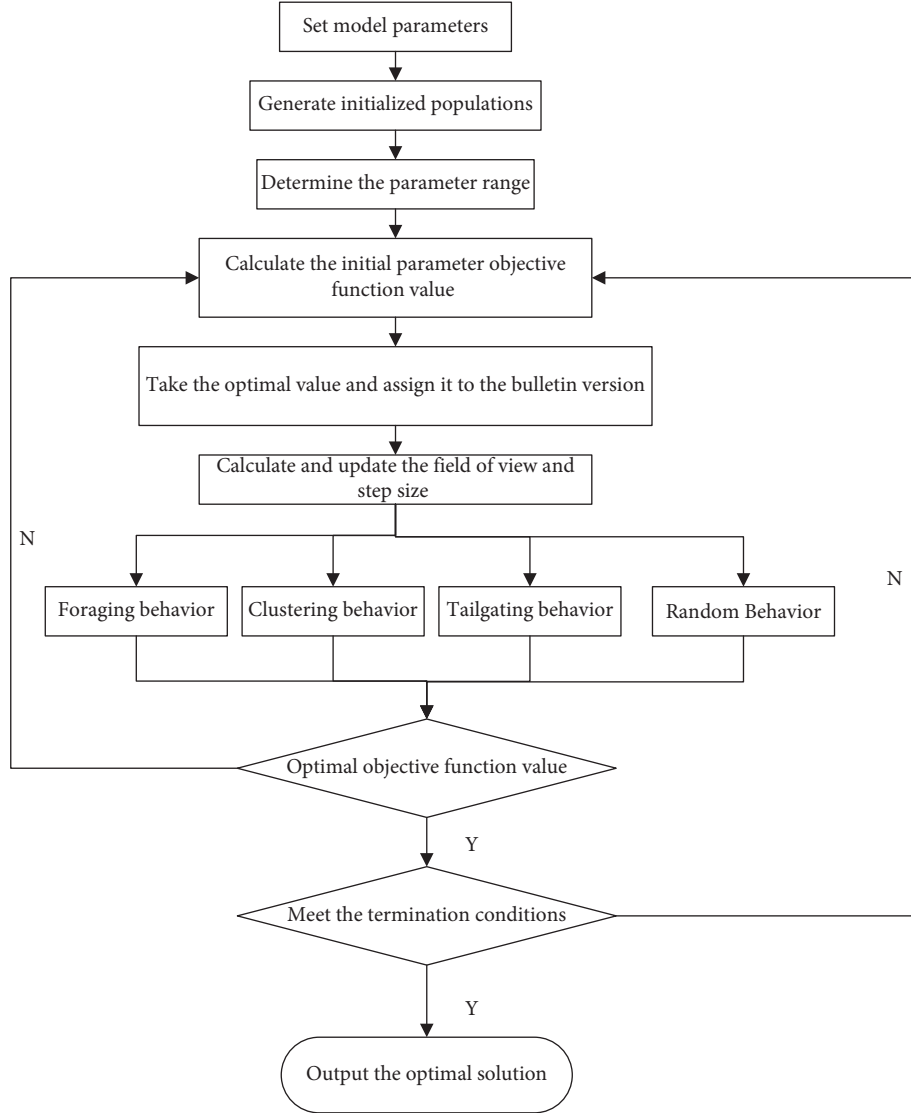 Set model parameters
Generate initialized populations
Determine the parameter range
Calculate the initial parameter objective
function value
Take the optimal value and assign it to the bulletin version
Calculate and update the field of view and
step size
N
N
Foraging behavior
Clustering behavior
Tailgating behavior
Random Behavior
Optimal objective function value
Y
Meet the termination conditions
Y
Output the optimal solution